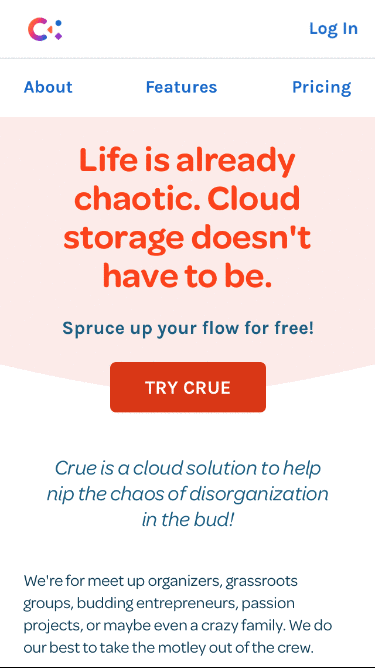 Log In
About Features Pricing
Life is already
chaotic. Cloud
storage doesn't
have to be.
Spruce up your flow for free!
TRY CRUE
Crue is a cloud solution to help
nip the chaos of disorganization
in the bud!
We're for meet up organizers, grassroots
groups, budding entrepreneurs, passion
projects, or maybe even a crazy family. We do
our best to take the motley out of the crew.